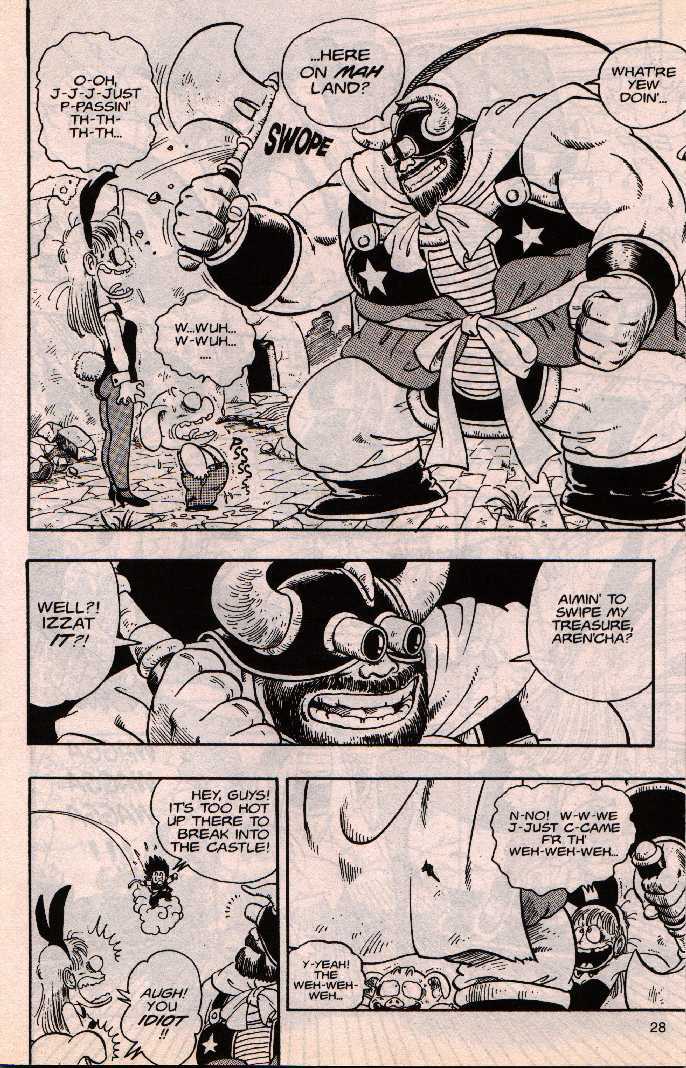 WHAT'RE
YEW
DOIN'...
...HERE
ON MAH
LAND?
SWOPE
O-OH,
J-J-J-JUST
P-PASSIN'
TH-TH-
TH-TH...
W...WUH...
W-WUH...
....
AIMIN' TO
SWIPE MY
TREASURE,
AREN'CHA?
WELL?!
IZZAT
IT?!
N-NO! W-W-WE
J-JUST C-CAME
FR TH'
WEH-WEH-WEH...
Y-YEAH!
THE
WEH-WEH-
WEH...
HEY, GUYS!
IT'S TOO HOT
UP THERE TO
BREAK INTO
THE CASTLE!
AUGH!
YOU
IDIOT
!!
28